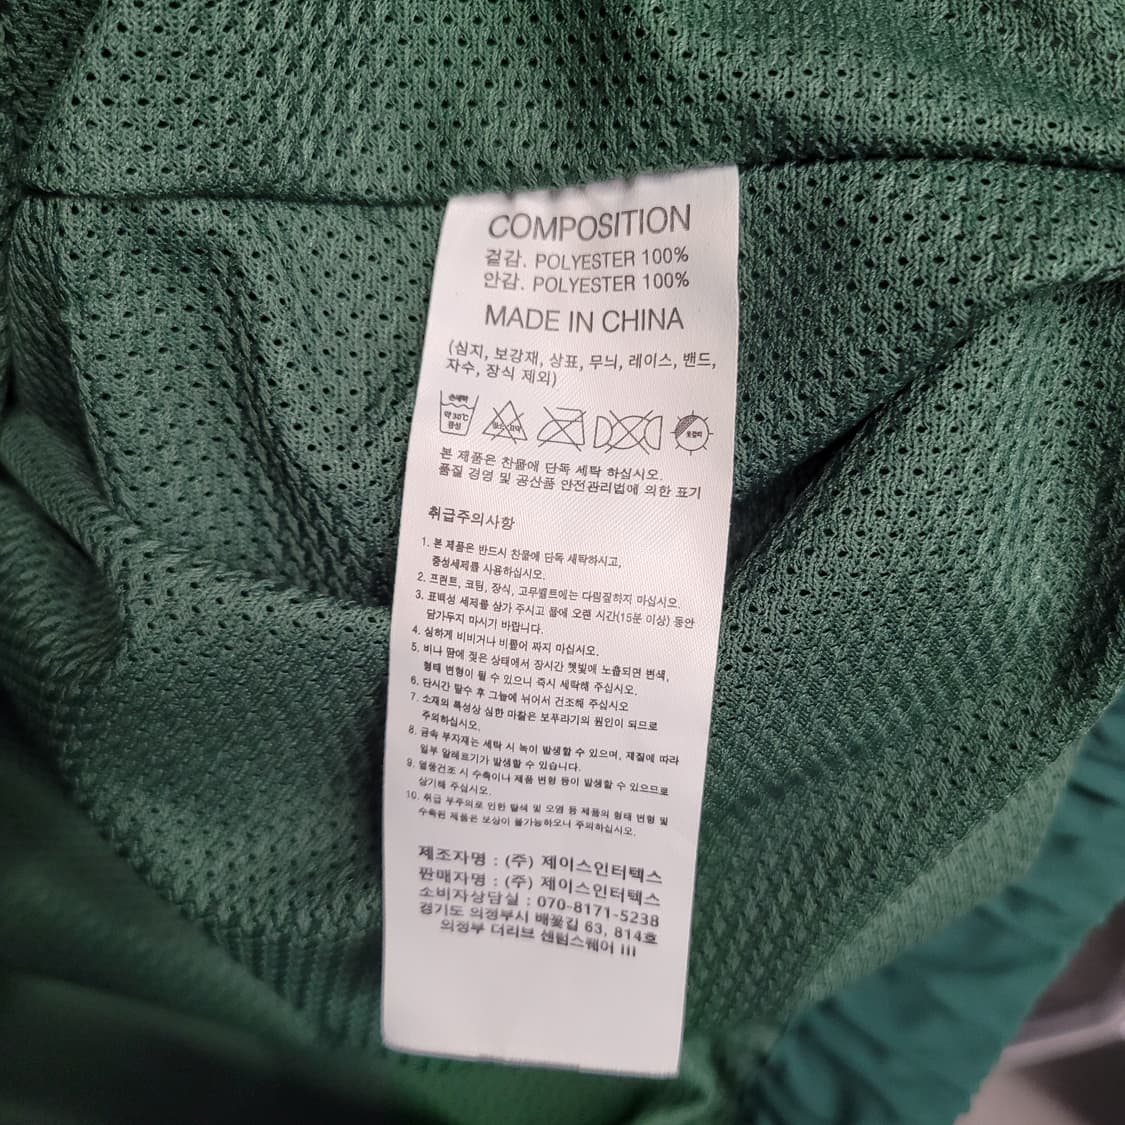 COMPOSITION
겉감. POLYESTER 100%
안감. POLYESTER 100%
MADE IN CHINA
(심지, 보강재, 상표, 무늬, 레이스, 밴드,
자수, 장식 제외)
손세탁
약 30℃
중성
염소 표백
옷걸이
본 제품은 찬물에 단독 세탁 하십시오.
품질 경영 및 공산품 안전관리법에 의한 표기
취급주의사항
1. 본 제품은 반드시 찬물에 단독 세탁하시고,
중성세제를 사용하십시오.
2. 프린트, 코팅, 장식, 고무벨트에는 다림질하지 마십시오.
3. 표백성 세제를 삼가 주시고 물에 오랜 시간(15분 이상) 동안
담가두지 마시기 바랍니다.
4. 심하게 비비거나 비틀어 짜지 마십시오.
5. 비나 땀에 젖은 상태에서 장시간 햇빛에 노출되면 변색,
형태 변형이 될 수 있으니 즉시 세탁해 주십시오.
6. 단시간 탈수 후 그늘에 뉘어서 건조해 주십시오
7. 소재의 특성상 심한 마찰은 보푸라기의 원인이 되므로
주의하십시오.
8. 금속 부자재는 세탁 시 녹이 발생할 수 있으며, 재질에 따라
일부 알레르기가 발생할 수 있습니다.
9. 열풍건조 시 수축이나 제품 변형 등이 발생할 수 있으므로
상기해 주십시오.
10. 취급 부주의로 인한 탈색 및 오염 등 제품의 형태 변형 및
수축된 제품은 보상이 불가능하오니 주의하십시오.
제조자명 : (주) 제이스인터텍스
판매자명 : (주) 제이스인터텍스
소비자상담실 : 070-8171-5238
경기도 의정부시 배꽃길 63, 814호
의정부 더리브 센텀스퀘어 III